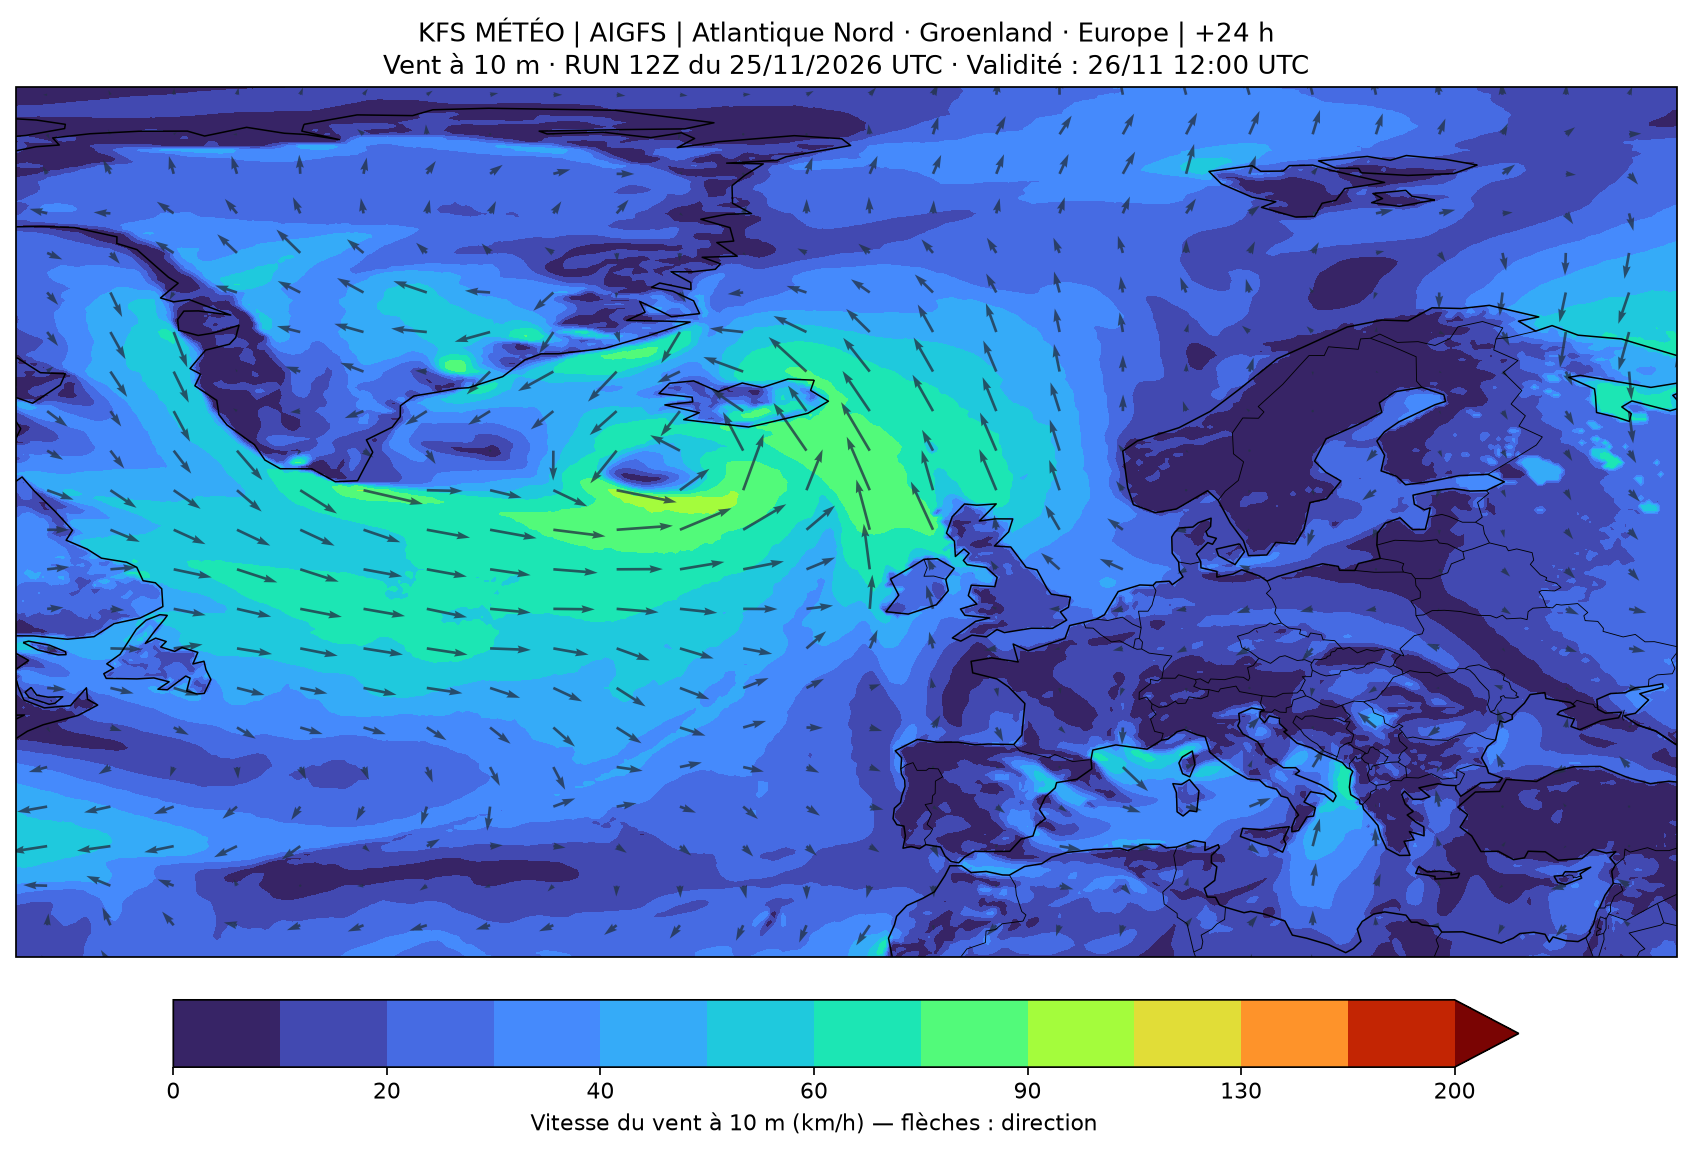 KFS MÉTÉO | AIGFS | Atlantique Nord · Groenland · Europe | +24 h
Vent à 10 m · RUN 12Z du 25/11/2026 UTC · Validité : 26/11 12:00 UTC
0 20 40 60 90 130 200
Vitesse du vent à 10 m (km/h) — flèches : direction